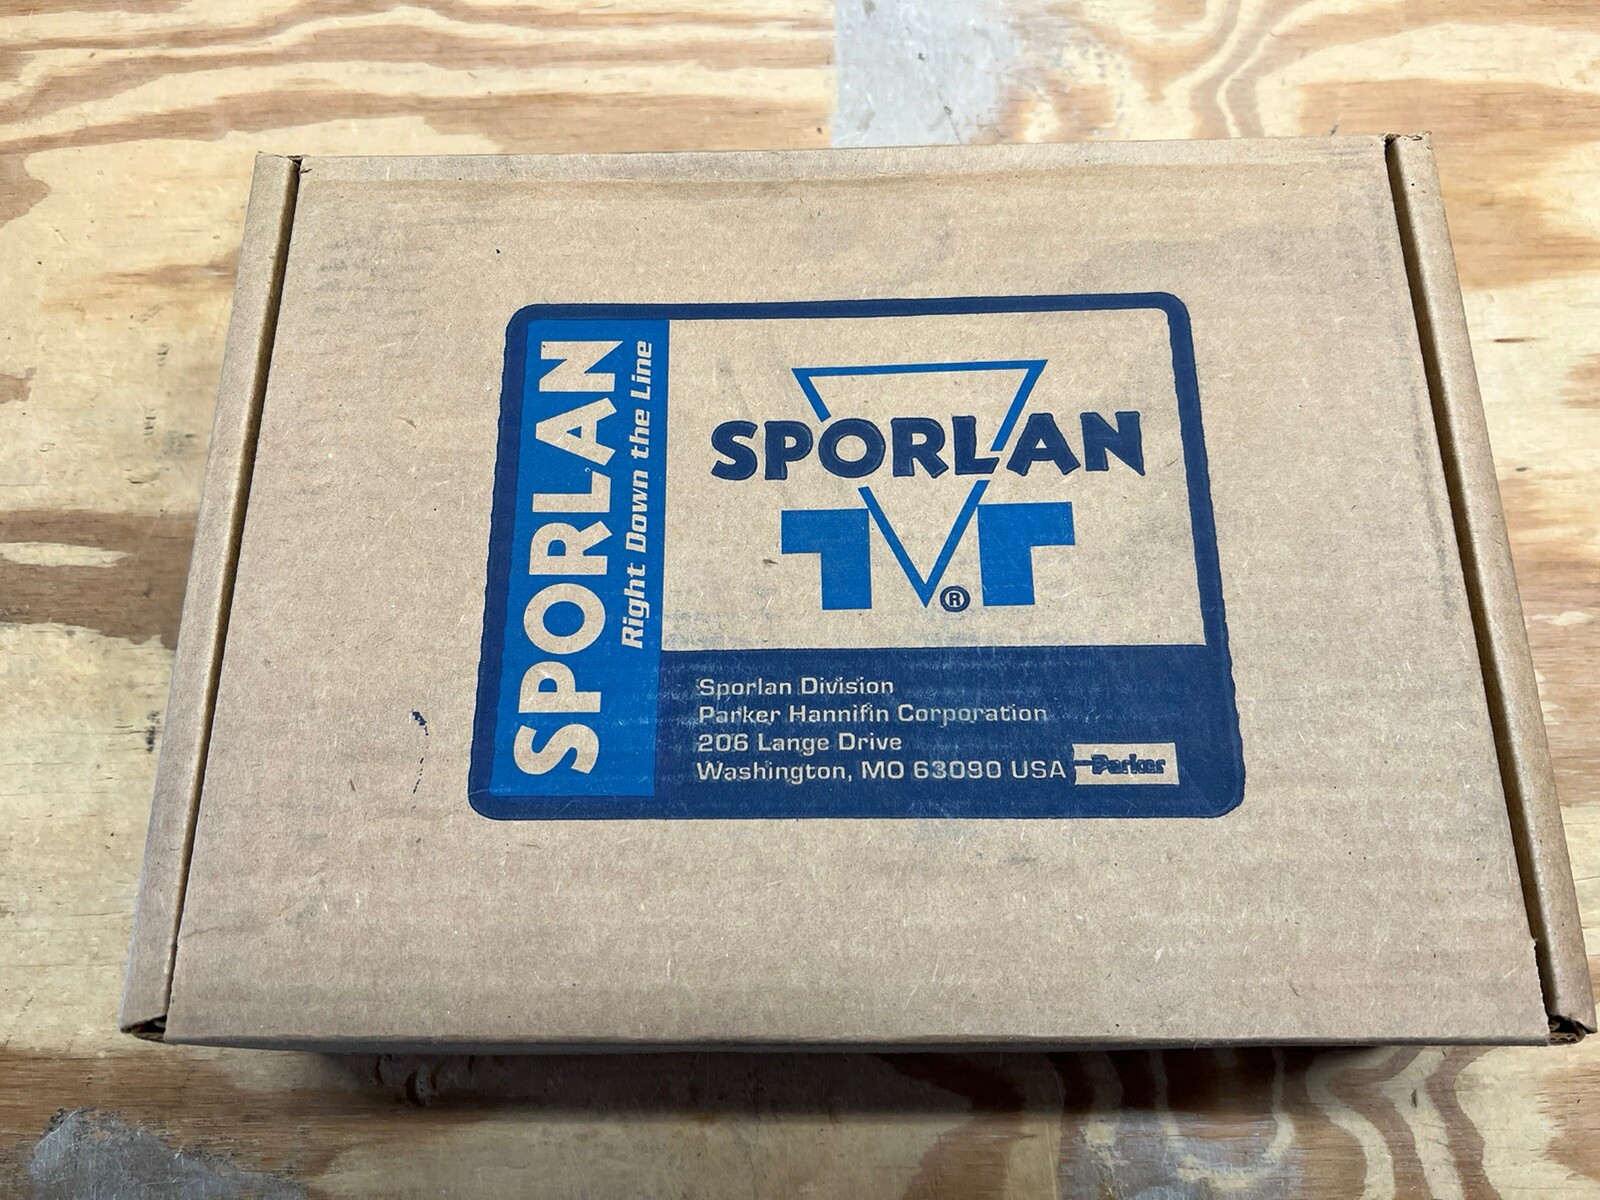 SPORLAN
Right Down the Line
SPORLAN
®
Sporlan Division
Parker Hannifin Corporation
206 Lange Drive
Washington, MO 63090 USA
Parker